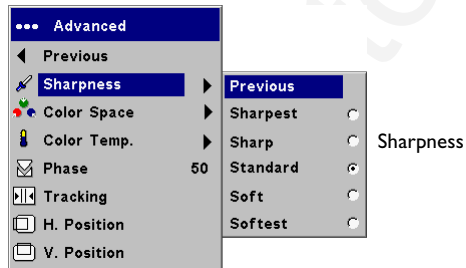 ••• Advanced
Previous
Sharpness
Color Space
Color Temp.
Phase 50
Tracking
H. Position
V. Position
Previous
Sharpest
Sharp
Standard
Soft
Softest
Sharpness